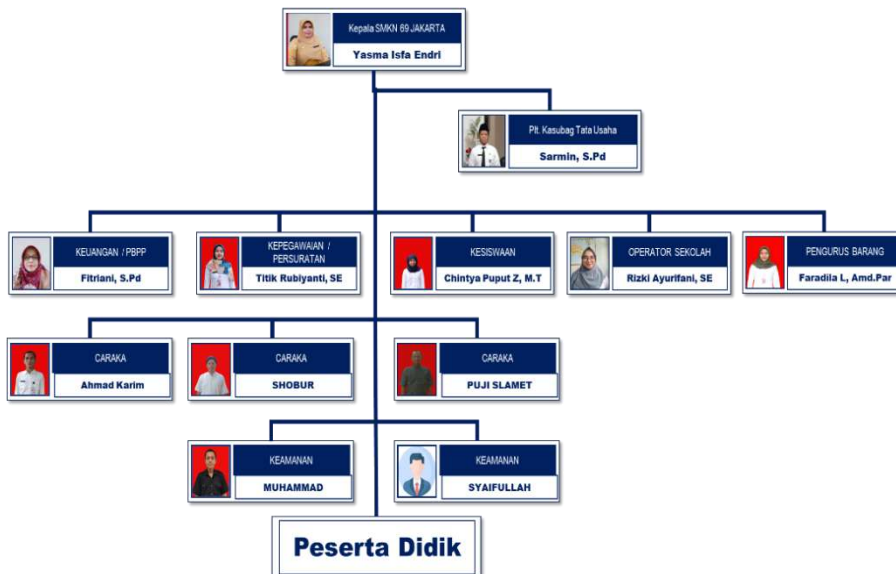 Kepala SMKN 69 JAKARTA
Yasma Isfa Endri
Plt. Kasubag Tata Usaha
Sarmin, S.Pd
KEUANGAN / PBPP
Fitriani, S.Pd
KEPEGAWAIAN /
PERSURATAN
Titik Rubiyanti, SE
KESISWAAN
Chintya Puput Z, M.T
OPERATOR SEKOLAH
Rizki Ayurifani, SE
PENGURUS BARANG
Faradila L, Amd.Par
CARAKA
Ahmad Karim
CARAKA
SHOBUR
CARAKA
PUJI SLAMET
KEAMANAN
MUHAMMAD
KEAMANAN
SYAIFULLAH
Peserta Didik